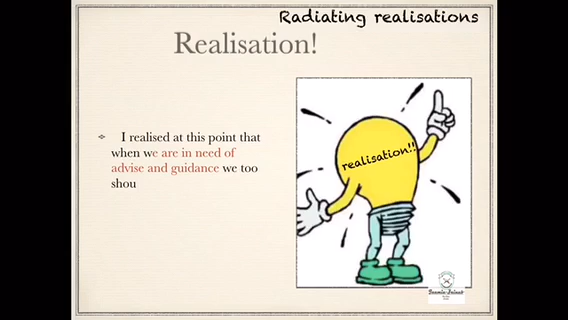 Radiating realisations
Realisation!
I realised at this point that
when we are in need of
advise and guidance we too
shou
realisation!!